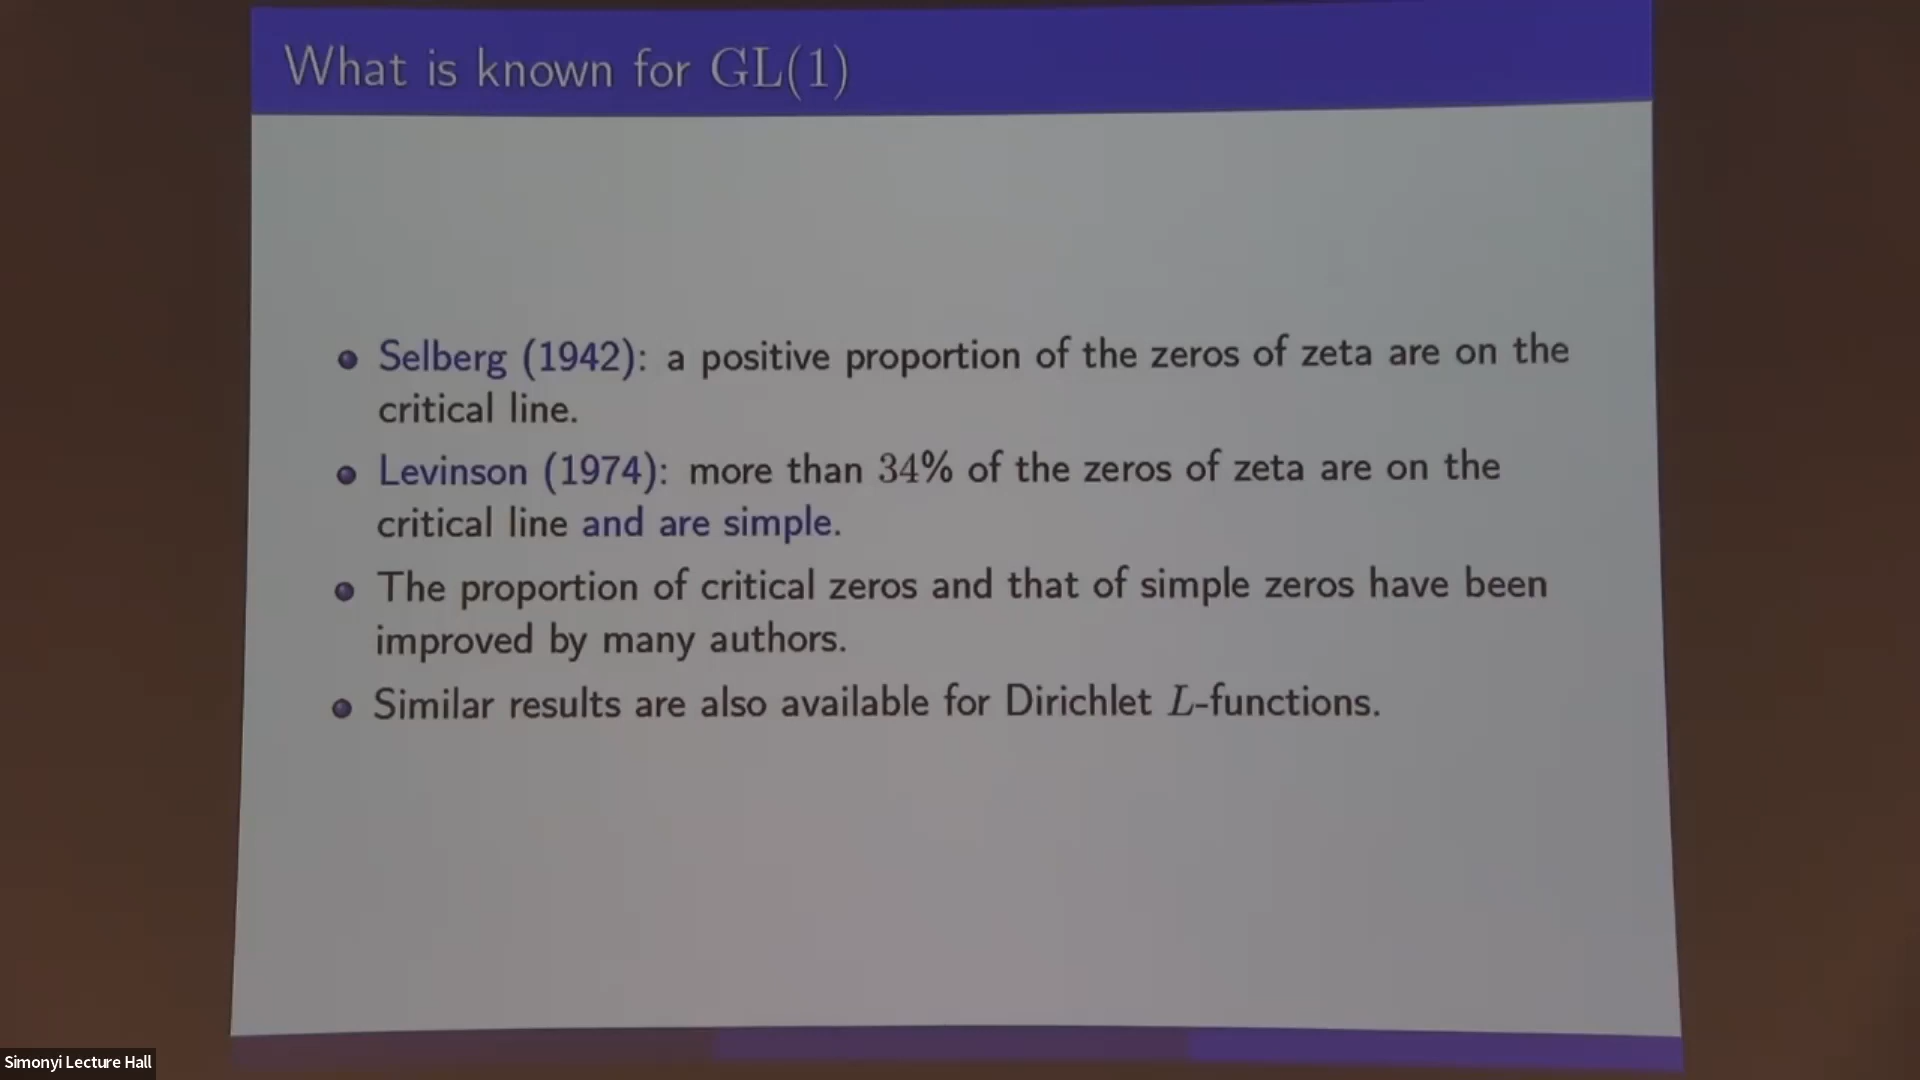 What is known for GL(1)
Selberg (1942): a positive proportion of the zeros of zeta are on the
critical line.
Levinson (1974): more than 34% of the zeros of zeta are on the
critical line and are simple.
The proportion of critical zeros and that of simple zeros have been
improved by many authors.
Similar results are also available for Dirichlet L-functions.
Simonyi Lecture Hall